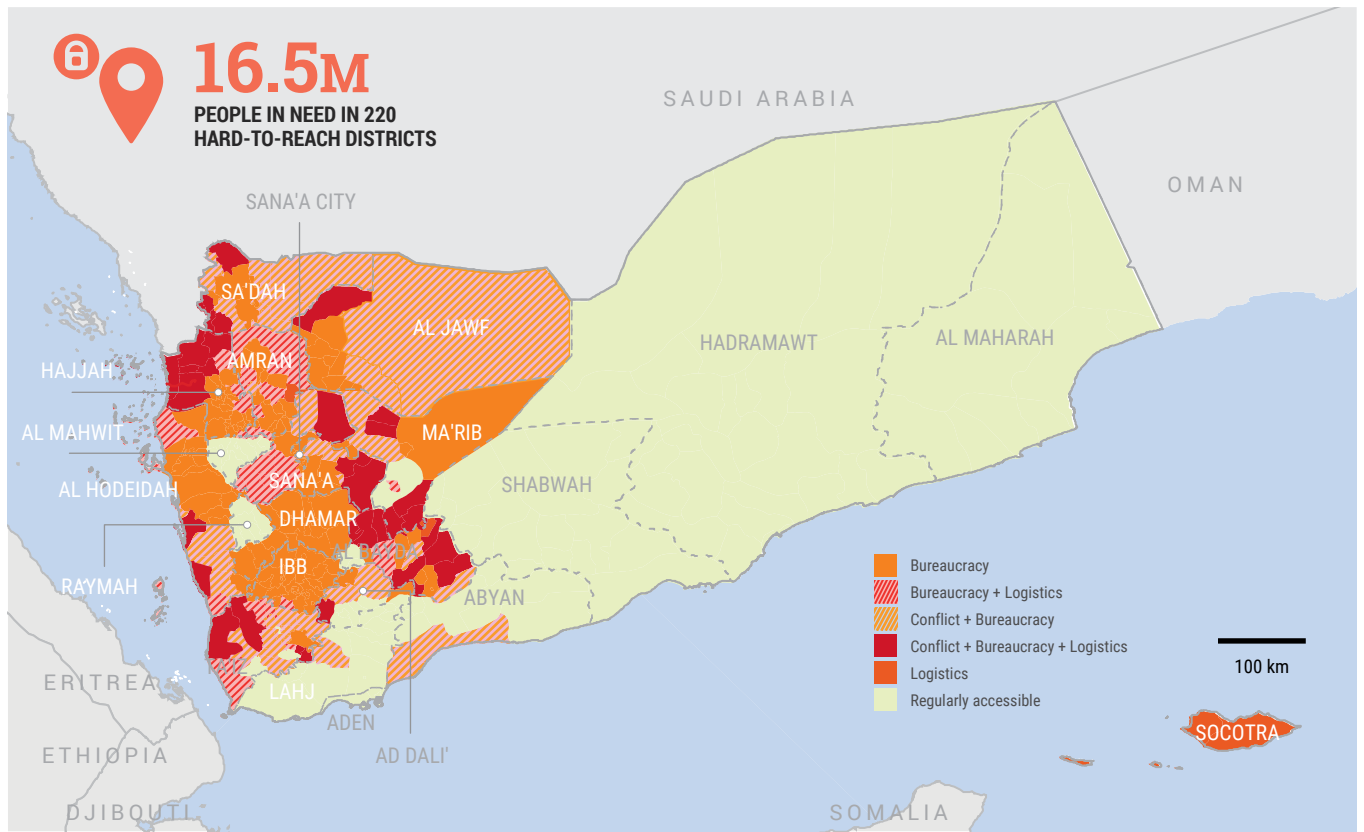 16.5M
PEOPLE IN NEED IN 220
HARD-TO-REACH DISTRICTS
SAUDI ARABIA
OMAN
SANA'A CITY
SA'DAH
AL JAWF
HADRAMAWT
AL MAHARAH
AMRAN
HAJJAH
AL MAHWIT
MA'RIB
AL HODEIDAH
SANA'A
SHABWAH
DHAMAR
AL BAYDA
IBB
RAYMAH
ABYAN
Bureaucracy
Bureaucracy + Logistics
Conflict + Bureaucracy
Conflict + Bureaucracy + Logistics
Logistics
Regularly accessible
100 km
ERITREA
LAHJ
ADEN
SOCOTRA
ETHIOPIA
AD DALI'
DJIBOUTI
SOMALIA